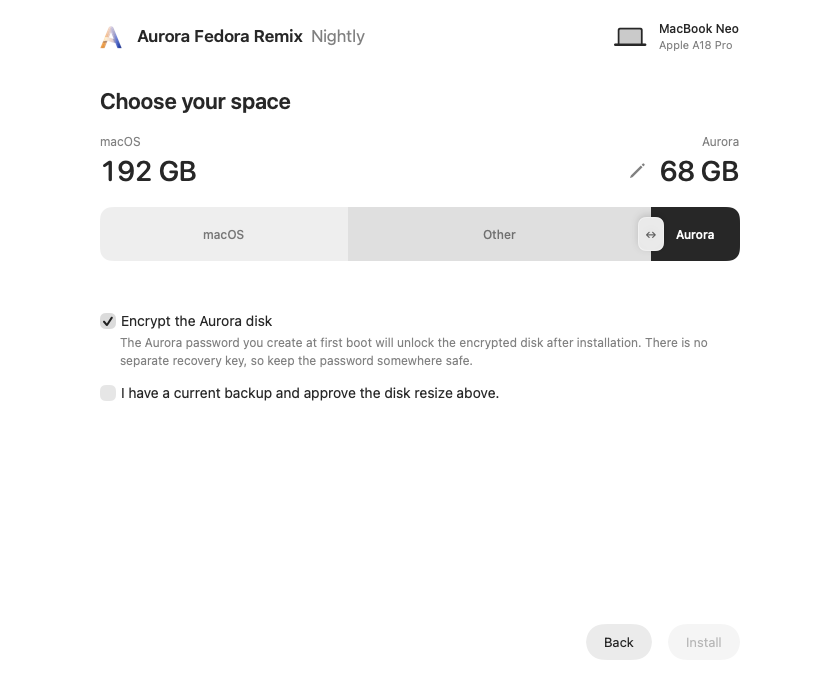 Aurora Fedora Remix Nightly
MacBook Neo
Apple A18 Pro
Choose your space
macOS
Aurora
192 GB
68 GB
macOS
Other
Aurora
Encrypt the Aurora disk
The Aurora password you create at first boot will unlock the encrypted disk after installation. There is no
separate recovery key, so keep the password somewhere safe.
I have a current backup and approve the disk resize above.
Back
Install